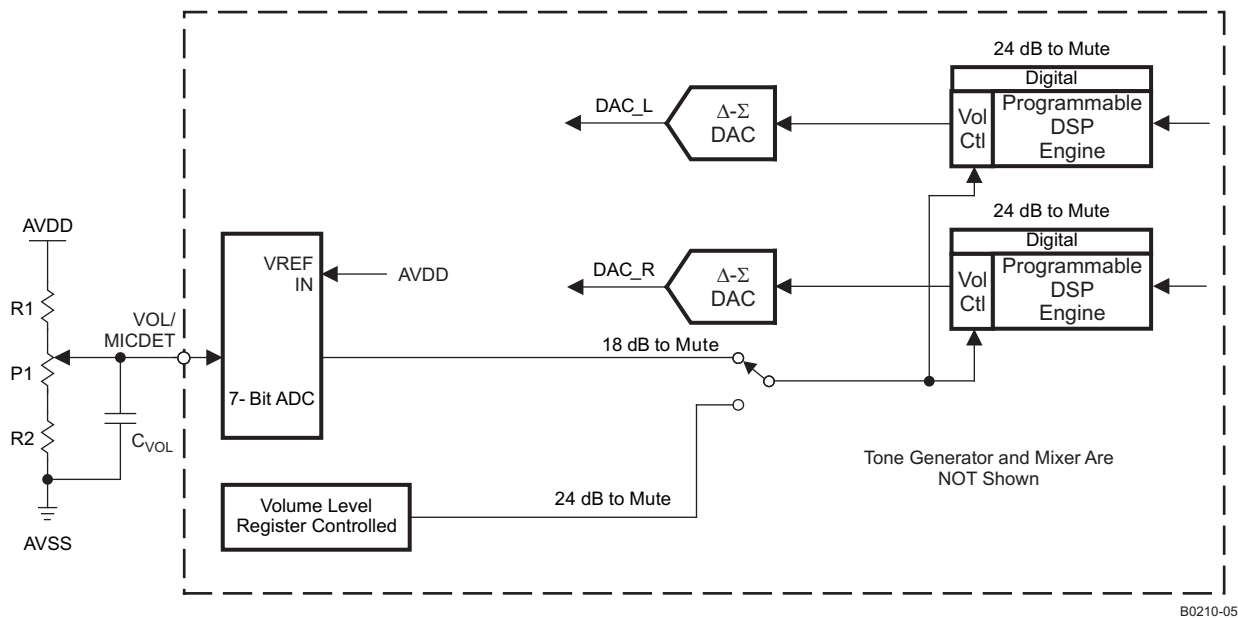 24 dB to Mute
Digital
Vol
Ctl
Programmable
DSP
Engine
DAC_L
Δ-Σ
DAC
24 dB to Mute
Digital
Vol
Ctl
Programmable
DSP
Engine
DAC_R
Δ-Σ
DAC
AVDD
R1
P1
R2
AVSS
C_VOL
VOL/
MICDET
VREF
IN
AVDD
7- Bit ADC
18 dB to Mute
24 dB to Mute
Volume Level
Register Controlled
Tone Generator and Mixer Are
NOT Shown
B0210-05